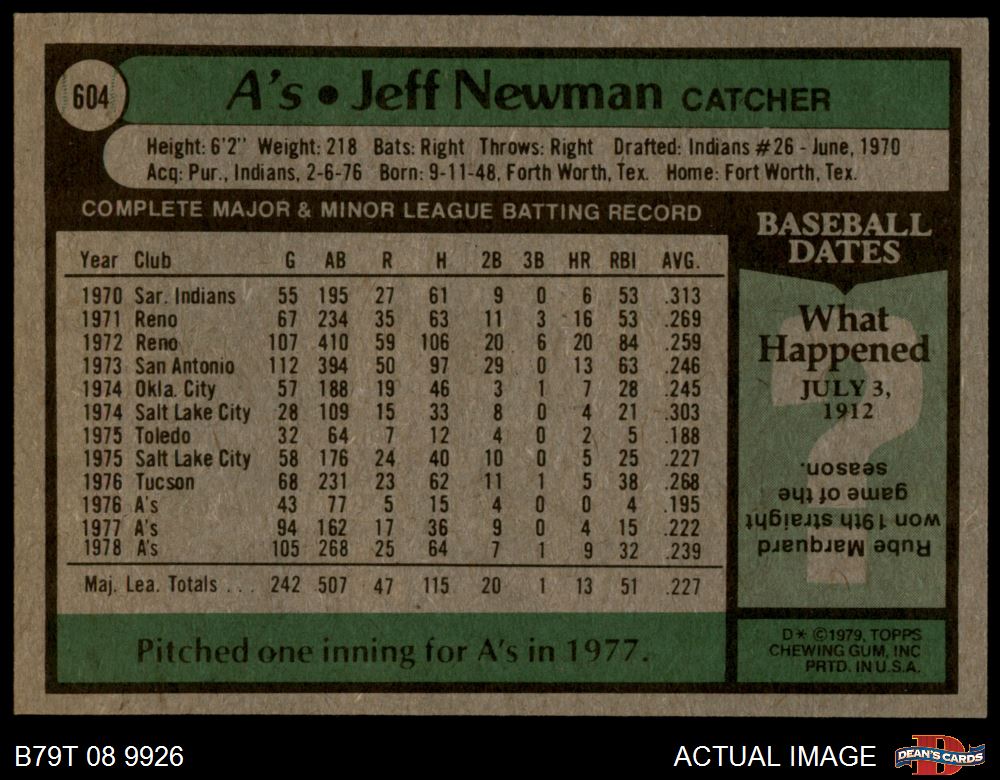 604
A's • Jeff Newman CATCHER
Height: 6'2" Weight: 218 Bats: Right Throws: Right Drafted: Indians #26 - June, 1970
Acq: Pur., Indians, 2-6-76 Born: 9-11-48, Forth Worth, Tex. Home: Fort Worth, Tex.
COMPLETE MAJOR & MINOR LEAGUE BATTING RECORD
Year Club G AB R H 2B 3B HR RBI AVG.
1970 Sar. Indians 55 195 27 61 9 0 6 53 .313
1971 Reno 67 234 35 63 11 3 16 53 .269
1972 Reno 107 410 59 106 20 6 20 84 .259
1973 San Antonio 112 394 50 97 29 0 13 63 .246
1974 Okla. City 57 188 19 46 3 1 7 28 .245
1974 Salt Lake City 28 109 15 33 8 0 4 21 .303
1975 Toledo 32 64 7 12 4 0 2 5 .188
1975 Salt Lake City 58 176 24 40 10 0 5 25 .227
1976 Tucson 68 231 23 62 11 1 5 38 .268
1976 A's 43 77 5 15 4 0 0 4 .195
1977 A's 94 162 17 36 9 0 4 15 .222
1978 A's 105 268 25 64 7 1 9 32 .239
Maj. Lea. Totals . . . 242 507 47 115 20 1 13 51 .227
Pitched one inning for A's in 1977.
BASEBALL
DATES
What
Happened
JULY 3,
1912
Rube Marquard
won 19th straight
game of the
season.
D* ©1979, TOPPS
CHEWING GUM, INC
PRTD. IN U.S.A.
B79T 08 9926
ACTUAL IMAGE
D
DEAN'S CARDS